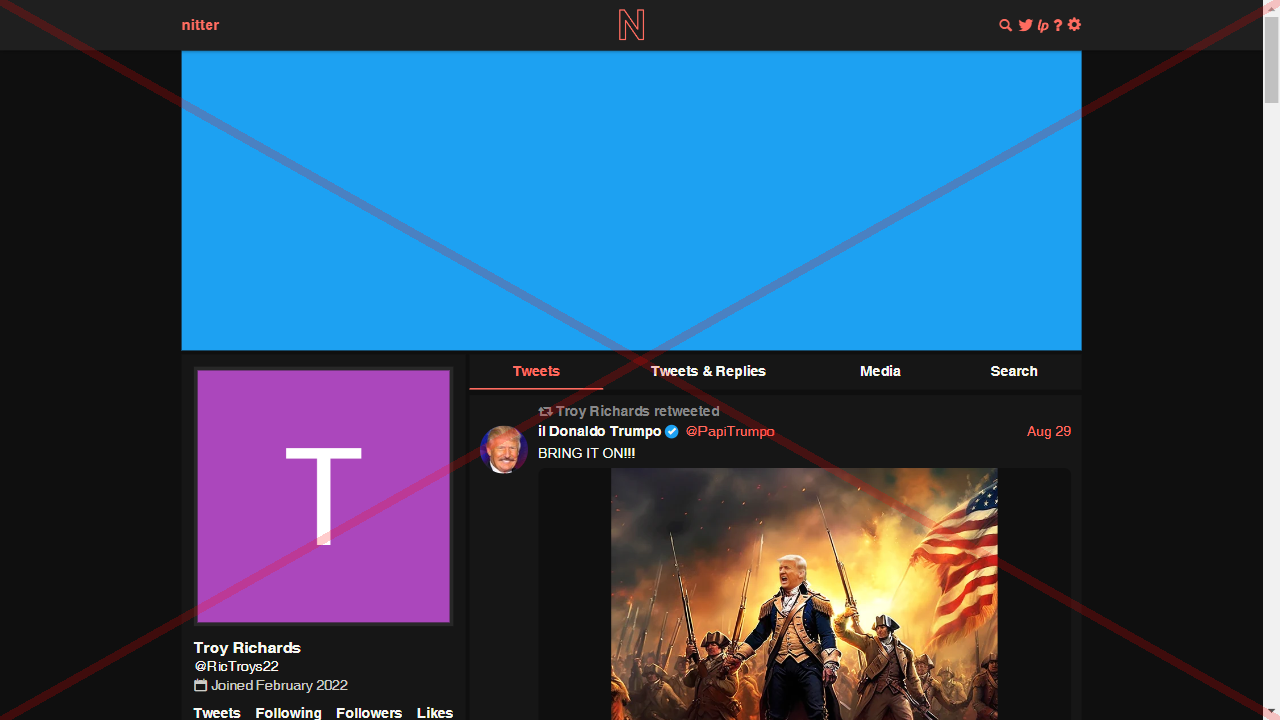 nitter
N
lp ?
Tweets
Tweets & Replies
Media
Search
Troy Richards retweeted
il Donaldo Trumpo @PapiTrumpo Aug 29
BRING IT ON!!!
T
Troy Richards
@RicTroys22
Joined February 2022
Tweets Following Followers Likes